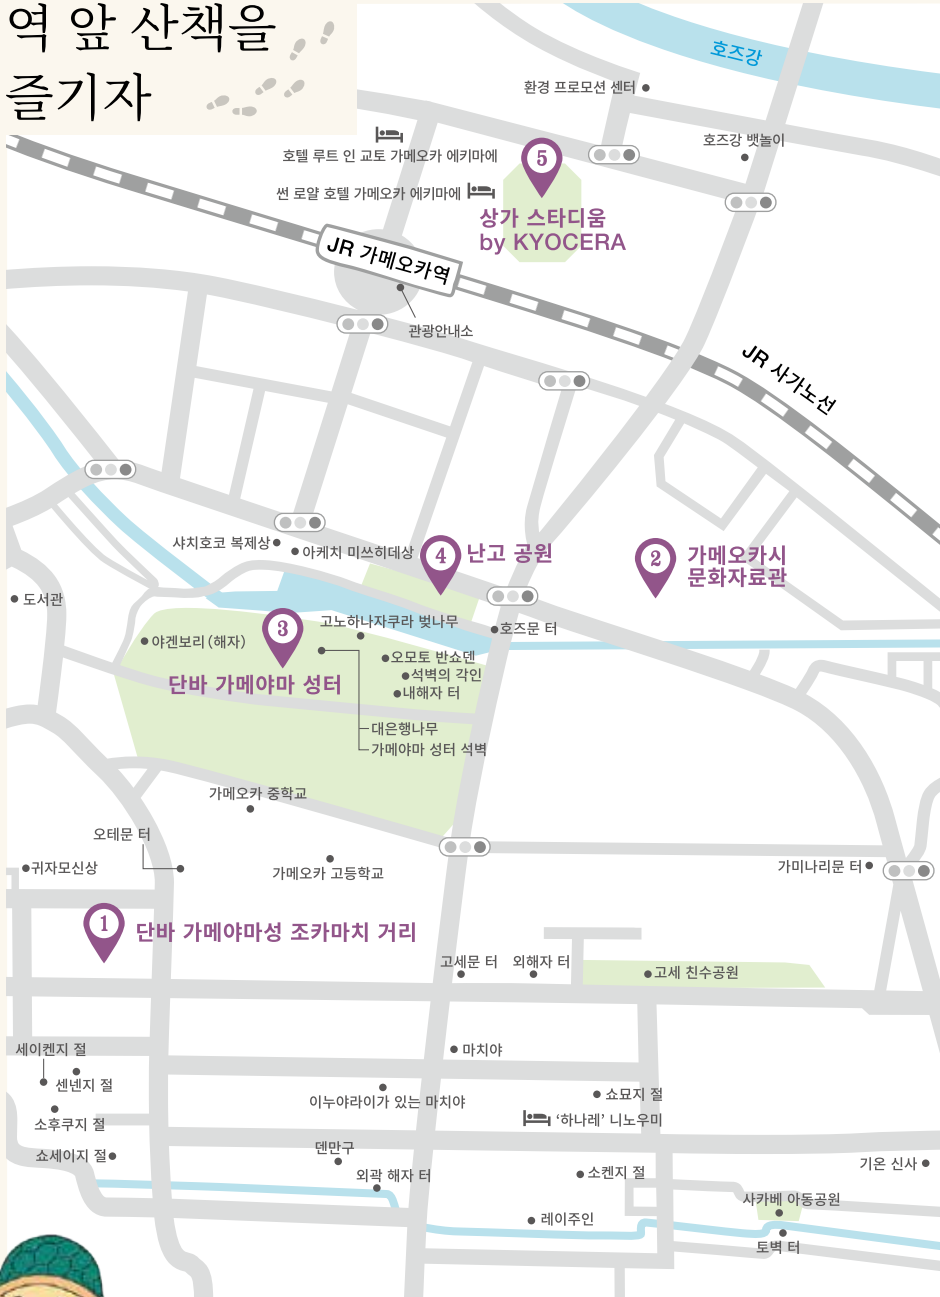 역 앞 산책을
즐기자
호즈강
환경 프로모션 센터
호즈강 뱃놀이
호텔 루트 인 교토 가메오카 에키마에
썬 로얄 호텔 가메오카 에키마에
5
상가 스타디움
by KYOCERA
JR 가메오카역
관광안내소
JR 사가노선
샤치호코 복제상
아케치 미쓰히데상
4
난고 공원
2
가메오카시
문화자료관
도서관
3
고노하나자쿠라 벚나무
호즈문 터
야겐보리(해자)
오모토 반쇼덴
석벽의 각인
내해자 터
단바 가메야마 성터
대은행나무
가메야마 성터 석벽
가메오카 중학교
오테문 터
귀자모신상
가메오카 고등학교
가미나리문 터
1
단바 가메야마성 조카마치 거리
고세문 터
외해자 터
고세 친수공원
세이켄지 절
센넨지 절
마치야
이누야라이가 있는 마치야
쇼묘지 절
‘하나레’ 니노우미
소후쿠지 절
쇼세이지 절
덴만구
외곽 해자 터
소켄지 절
기온 신사
사카베 아동공원
레이주인
토벽 터